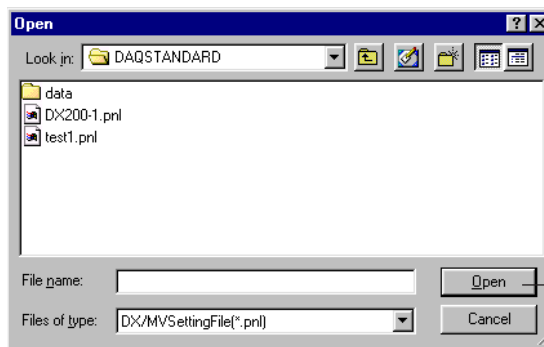 Open
Look in: DAQSTANDARD
data
DX200-1.pnl
test1.pnl
File name:
Open
Files of type: DX/MVSettingFile(*.pnl)
Cancel